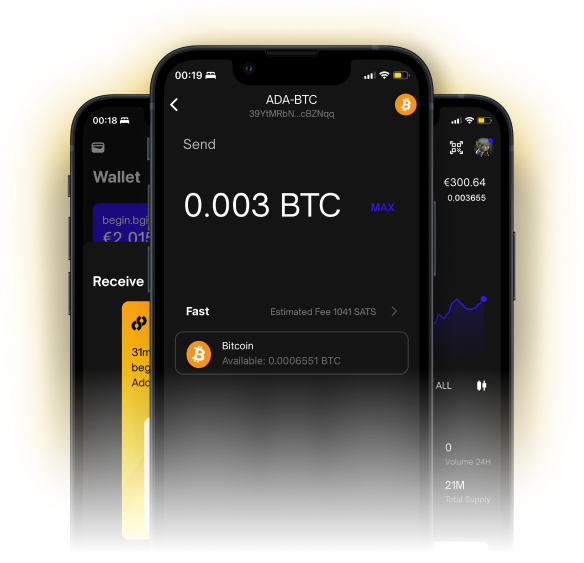 00:18
Wallet
begin.bgi
€2,015
Receive
31m
beg
Add
00:19
ADA-BTC
39YtMRbN...cBZNqq
Send
0.003 BTC
MAX
Fast
Estimated Fee 1041 SATS
Bitcoin
Available: 0.0006551 BTC
€300.64
0.003655
ALL
0
Volume 24H
21M
Total Supply